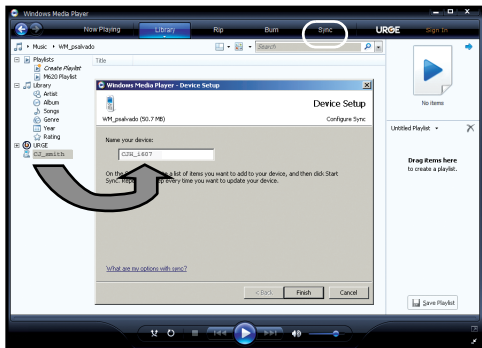 Windows Media Player
Now Playing Library Rip Burn Sync URGE Sign In
Music WM_psalvado Search
Playlists
Create Playlist
M620 Playlist
Library
Artist
Album
Songs
Genre
Year
Rating
URGE
CJ_smith
Title
Windows Media Player - Device Setup
Device Setup
WM_psalvado (50.7 MB) Configure Sync
Name your device:
CJH_1607
On the a list of items you want to add to your device, and then click Start
Sync. every time you want to update your device.
What are my options with sync?
< Back Finish Cancel
No items
Untitled Playlist
Drag items here
to create a playlist.
Save Playlist